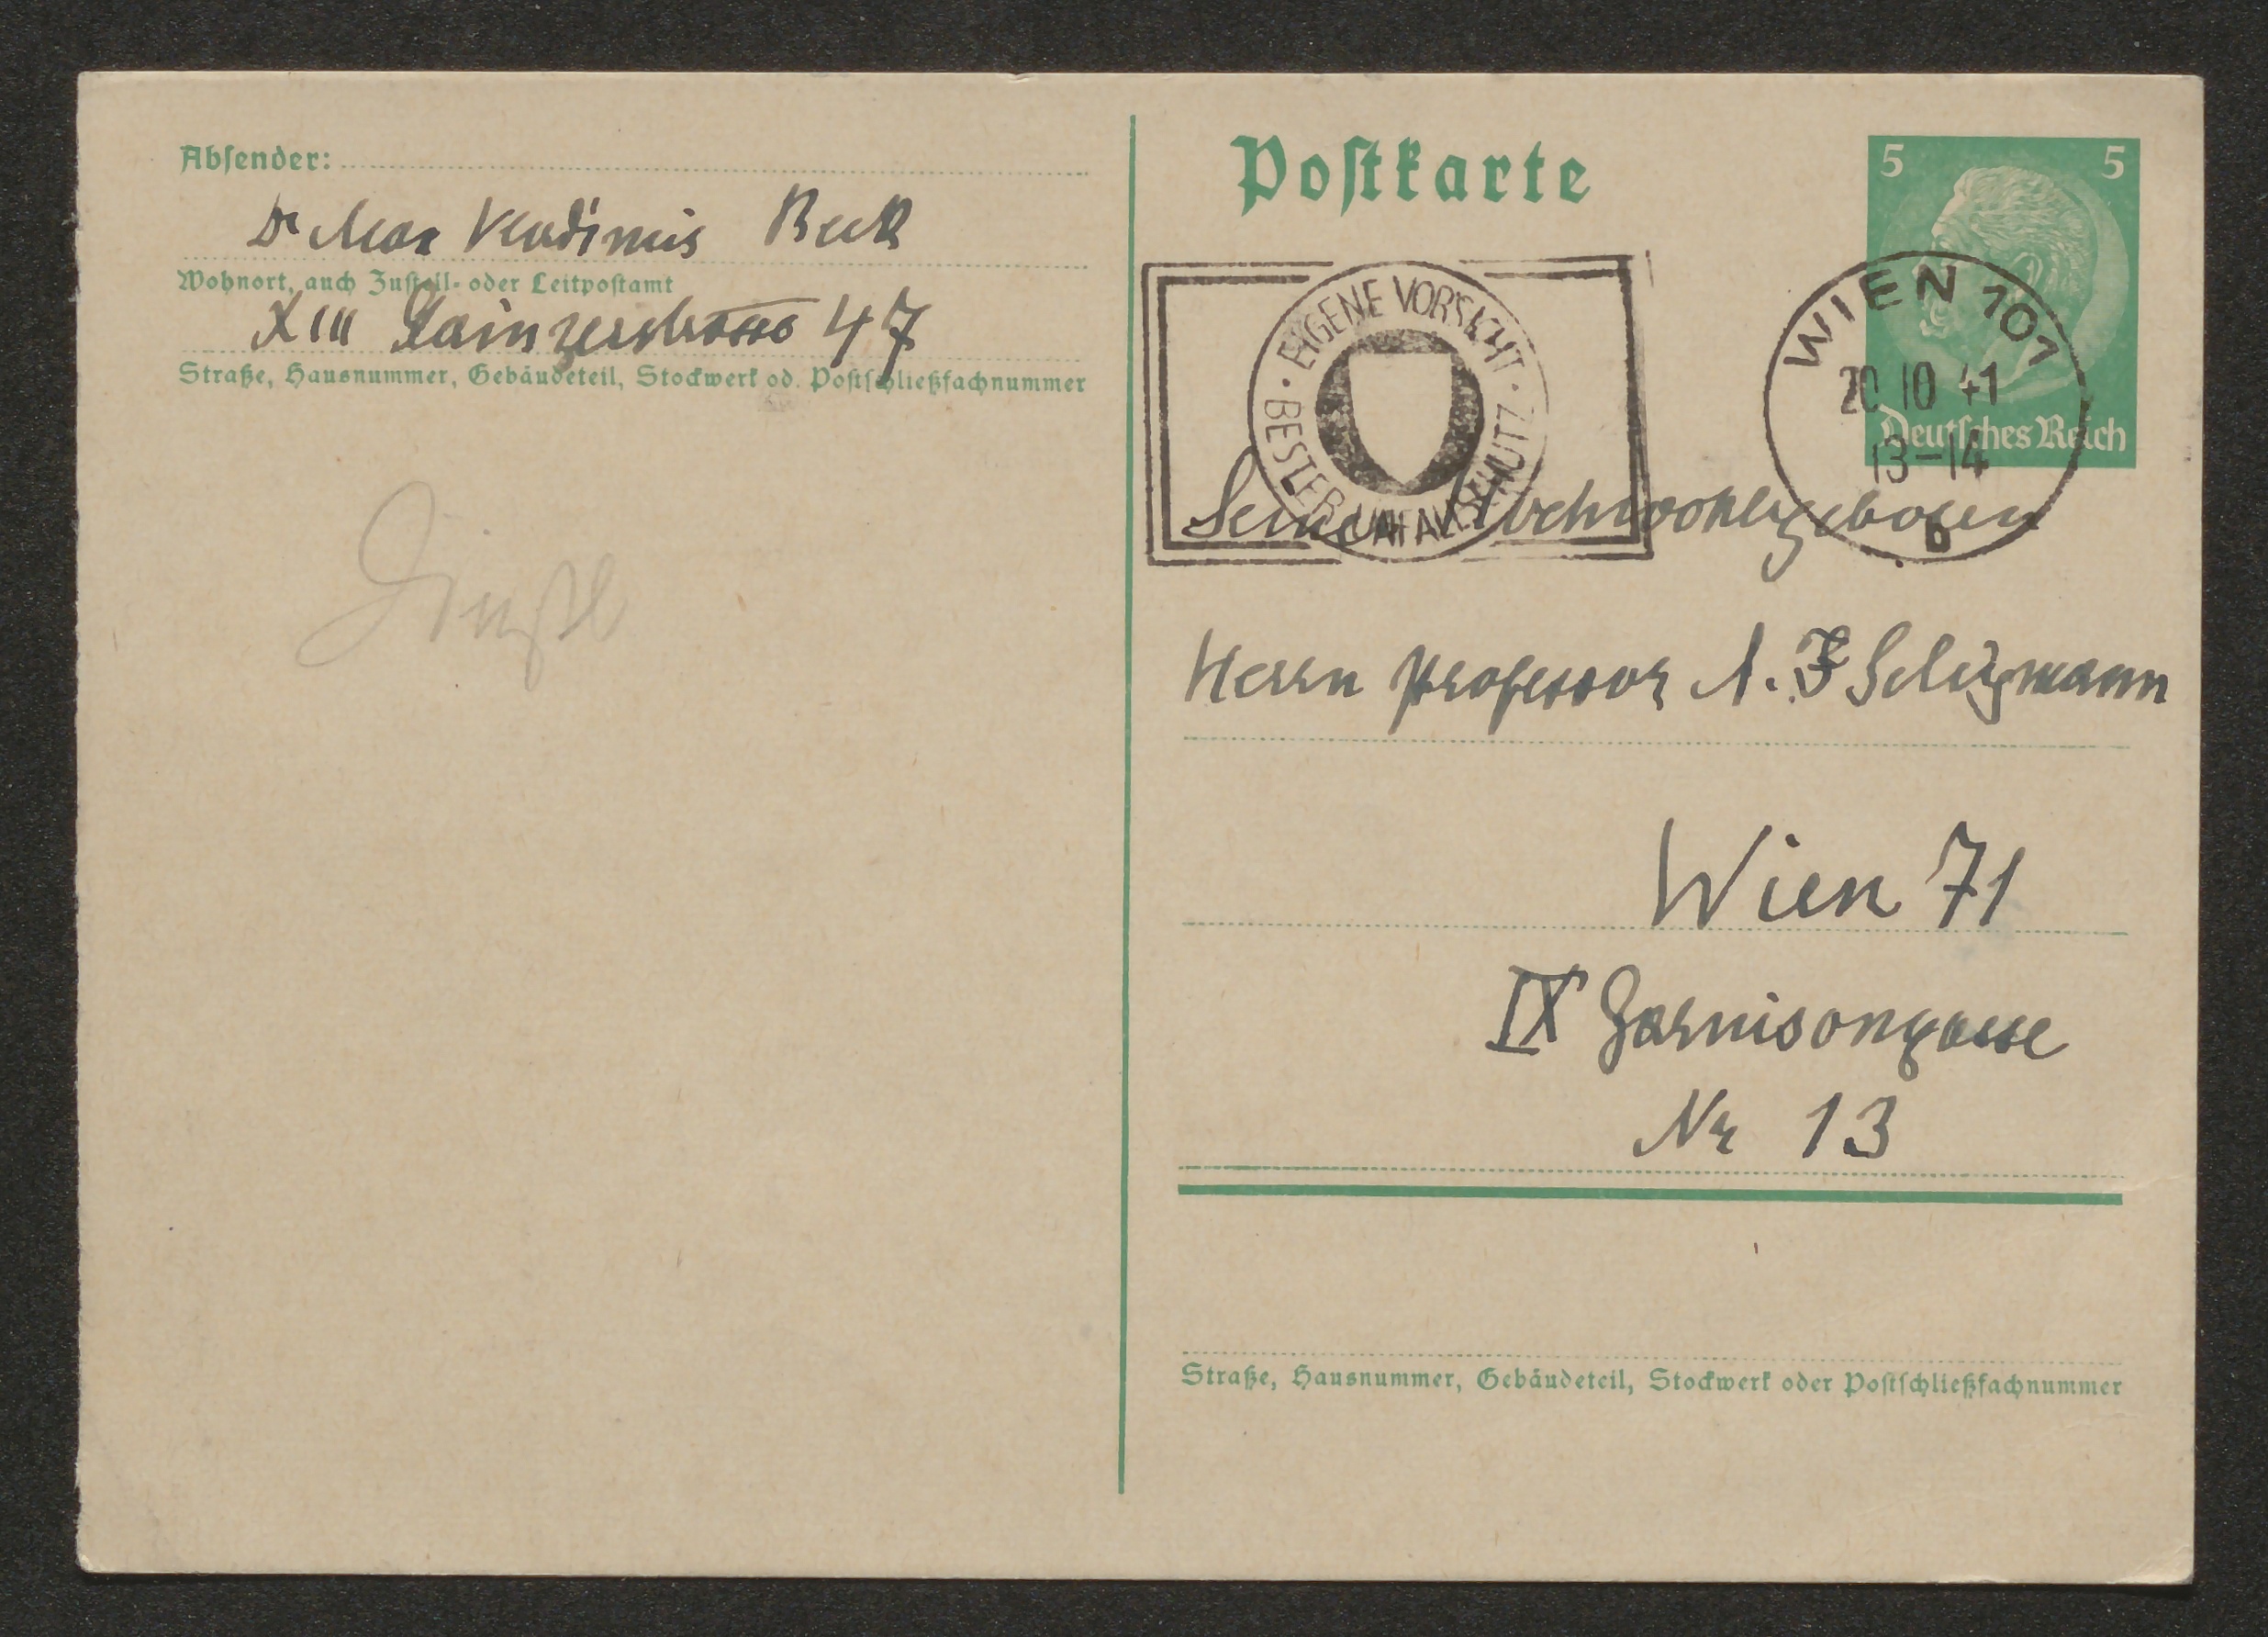 Absender:
Dr Max Vladimir Beck
Wohnort, auch Zustell- oder Leitpostamt
XIII Lainzerstrasse 47
Straße, Hausnummer, Gebäudeteil, Stockwerk od. Postschließfachnummer
Postkarte
5 5
Deutsches Reich
WIEN 101
20 10 41
13-14
b
· EIGENE VORSICHT ·
BESTER UNFALLSCHUTZ
Seiner Hochwohlgeboren
Herrn Professor A. F Seligmann
Wien 71
IX Garnisongasse
Nr 13
Straße, Hausnummer, Gebäudeteil, Stockwerk oder Postschließfachnummer